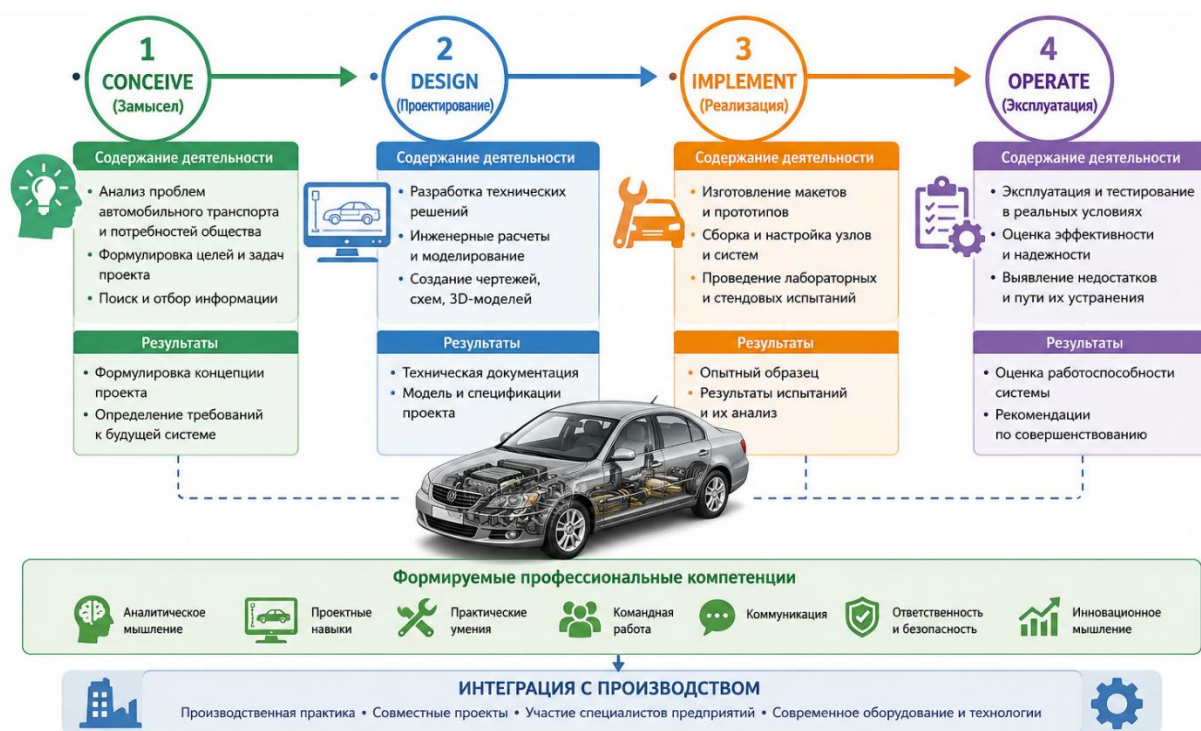 1
CONCEIVE
(Замысел)
2
DESIGN
(Проектирование)
3
IMPLEMENT
(Реализация)
4
OPERATE
(Эксплуатация)
Содержание деятельности
• Анализ проблем
автомобильного транспорта
и потребностей общества
• Формулировка целей и задач
проекта
• Поиск и отбор информации
Результаты
• Формулировка концепции
проекта
• Определение требований
к будущей системе
Содержание деятельности
• Разработка технических
решений
• Инженерные расчеты
и моделирование
• Создание чертежей,
схем, 3D-моделей
Результаты
• Техническая документация
• Модель и спецификации
проекта
Содержание деятельности
• Изготовление макетов
и прототипов
• Сборка и настройка узлов
и систем
• Проведение лабораторных
и стендовых испытаний
Результаты
• Опытный образец
• Результаты испытаний
и их анализ
Содержание деятельности
• Эксплуатация и тестирование
в реальных условиях
• Оценка эффективности
и надежности
• Выявление недостатков
и пути их устранения
Результаты
• Оценка работоспособности
системы
• Рекомендации
по совершенствованию
Формируемые профессиональные компетенции
Аналитическое
мышление
Проектные
навыки
Практические
умения
Командная
работа
Коммуникация
Ответственность
и безопасность
Инновационное
мышление
ИНТЕГРАЦИЯ С ПРОИЗВОДСТВОМ
Производственная практика • Совместные проекты • Участие специалистов предприятий • Современное оборудование и технологии